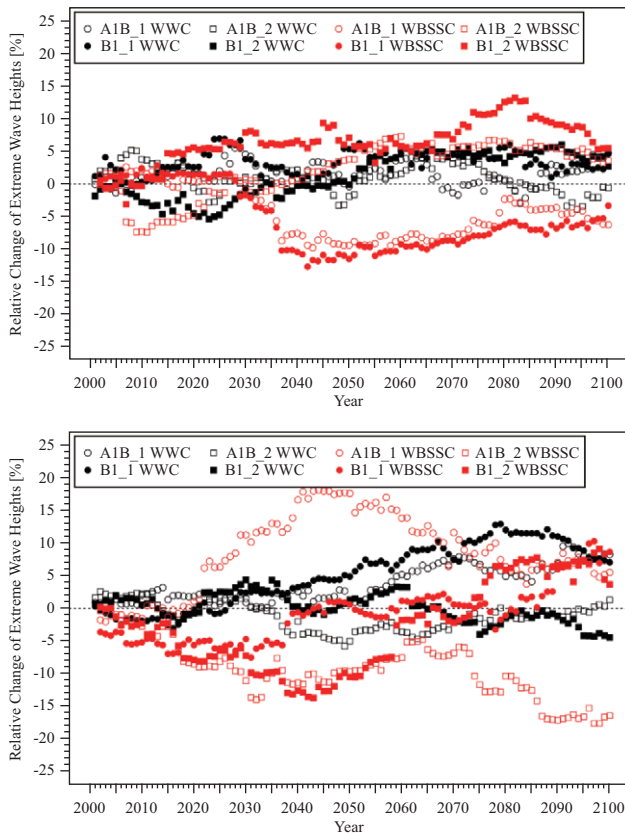 Relative Change of Extreme Wave Heights [%]
25
20
15
10
5
0
-5
-10
-15
-20
-25
A1B_1 WWC A1B_2 WWC A1B_1 WBSSC A1B_2 WBSSC
B1_1 WWC B1_2 WWC B1_1 WBSSC B1_2 WBSSC
2000 2010 2020 2030 2040 2050 2060 2070 2080 2090 2100
Year
Relative Change of Extreme Wave Heights [%]
25
20
15
10
5
0
-5
-10
-15
-20
-25
A1B_1 WWC A1B_2 WWC A1B_1 WBSSC A1B_2 WBSSC
B1_1 WWC B1_2 WWC B1_1 WBSSC B1_2 WBSSC
2000 2010 2020 2030 2040 2050 2060 2070 2080 2090 2100
Year